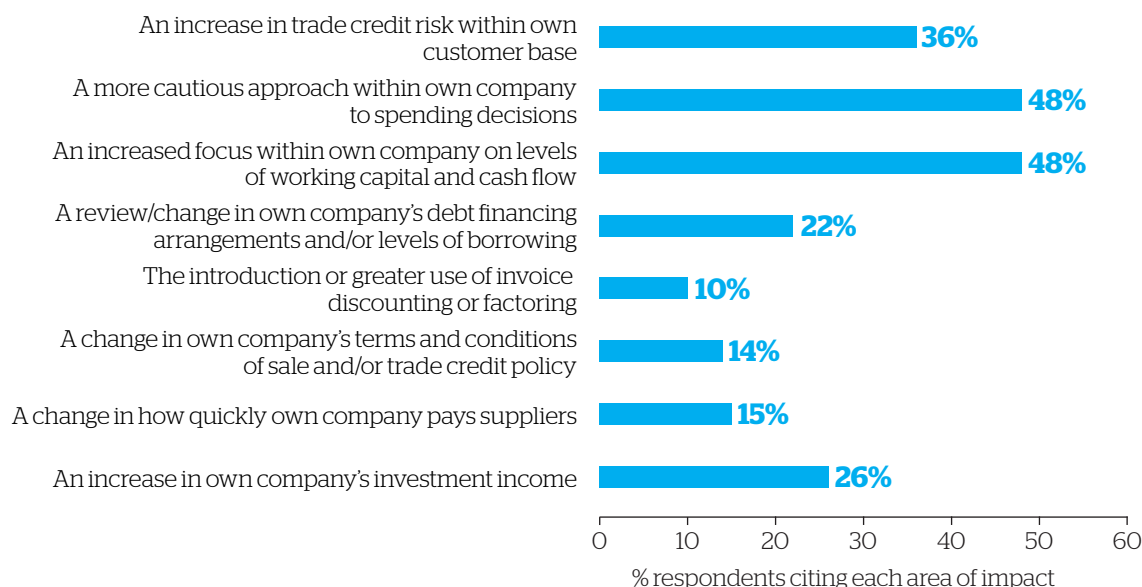 An increase in trade credit risk within own
customer base
36%
A more cautious approach within own company
to spending decisions
48%
An increased focus within own company on levels
of working capital and cash flow
48%
A review/change in own company's debt financing
arrangements and/or levels of borrowing
22%
The introduction or greater use of invoice
discounting or factoring
10%
A change in own company's terms and conditions
of sale and/or trade credit policy
14%
A change in how quickly own company pays suppliers
15%
An increase in own company's investment income
26%
0 10 20 30 40 50 60
% respondents citing each area of impact